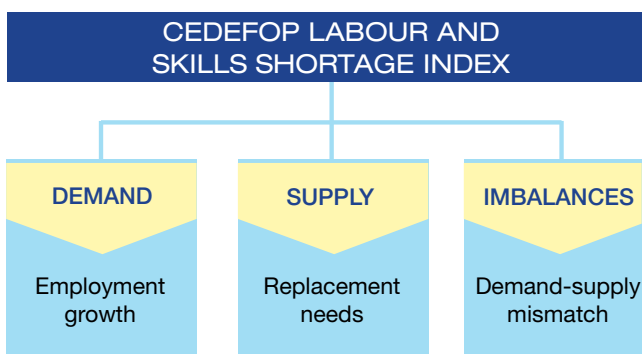 CEDEFOP LABOUR AND
SKILLS SHORTAGE INDEX
DEMAND
Employment
growth
SUPPLY
Replacement
needs
IMBALANCES
Demand-supply
mismatch